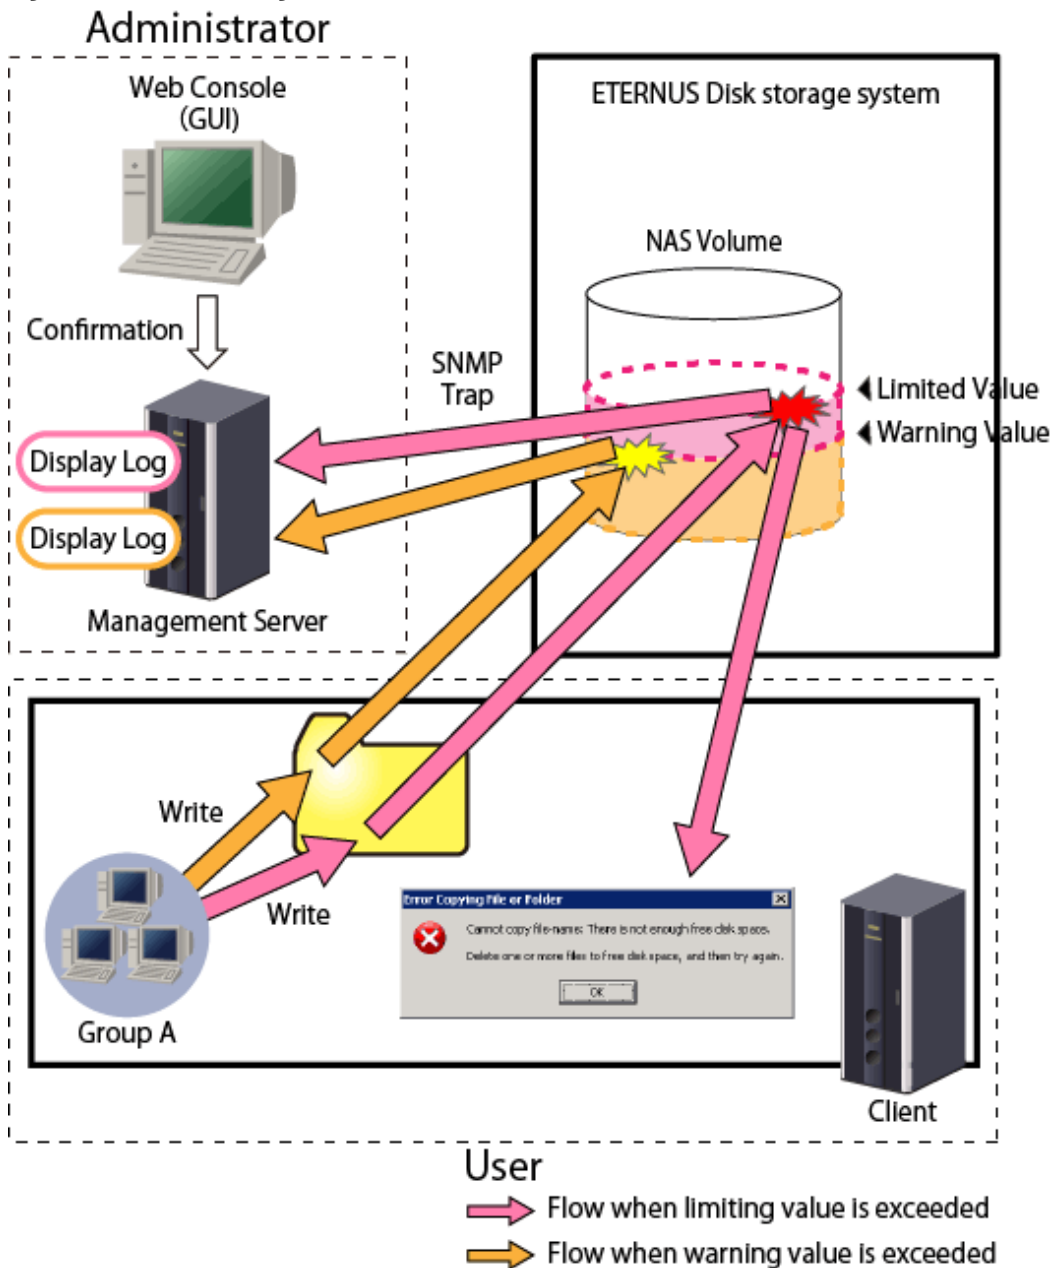 Administrator
Web Console
(GUI)
Confirmation
Display Log
Display Log
Management Server
SNMP
Trap
ETERNUS Disk storage system
NAS Volume
Limited Value
Warning Value
Write
Write
Group A
Error Copying File or Folder
Cannot copy file-name: There is not enough free disk space.
Delete one or more files to free disk space, and then try again.
OK
Client
User
Flow when limiting value is exceeded
Flow when warning value is exceeded